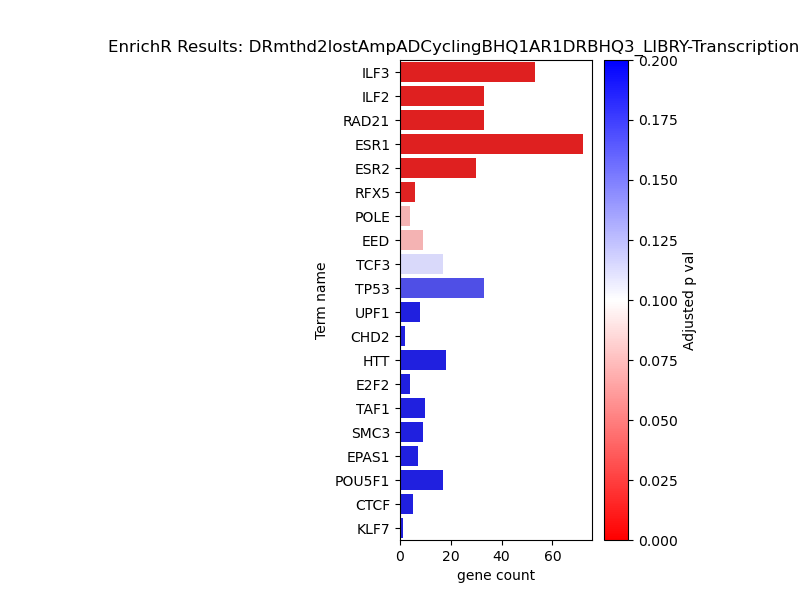 EnrichR Results: DRmthd2lostAmpADCyclingBHQ1AR1DRBHQ3_LIBRY-Transcription
ILF3
ILF2
RAD21
ESR1
ESR2
RFX5
POLE
EED
TCF3
TP53
UPF1
CHD2
HTT
E2F2
TAF1
SMC3
EPAS1
POU5F1
CTCF
KLF7
Term name
0 20 40 60
gene count
0.200
0.175
0.150
0.125
0.100
0.075
0.050
0.025
0.000
Adjusted p val